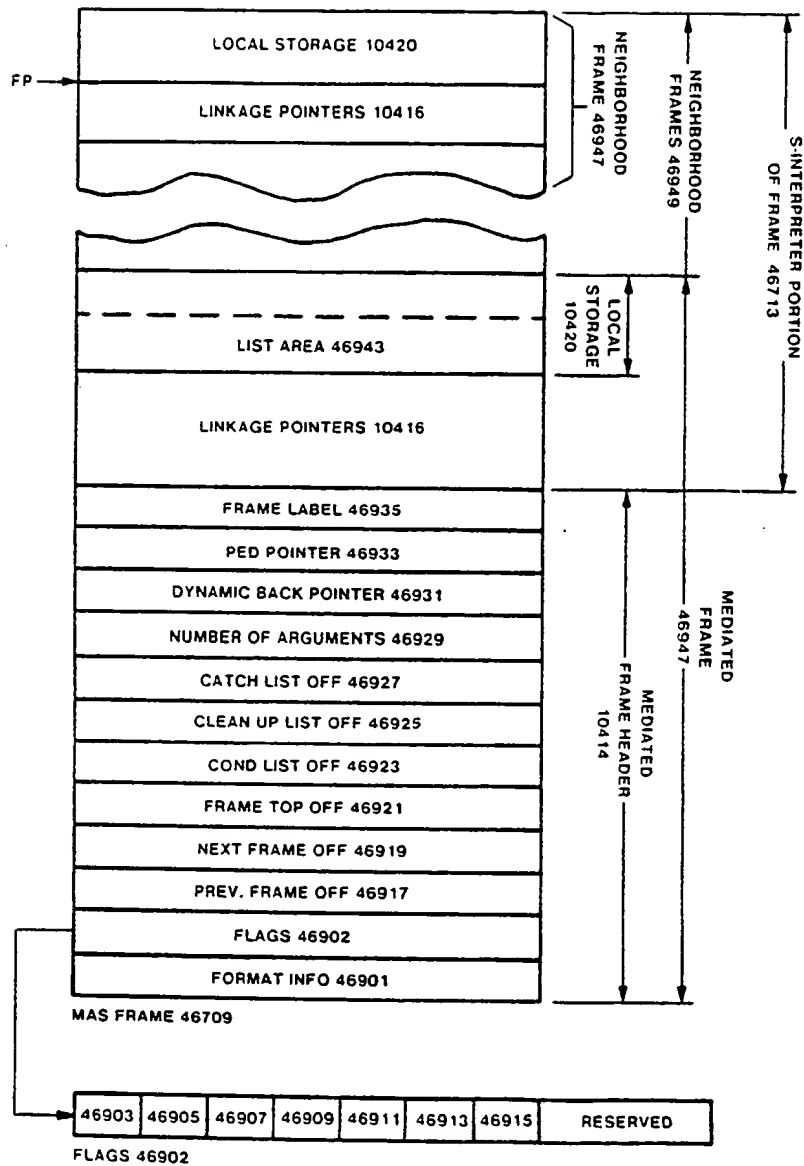 LOCAL STORAGE 10420
FP
LINKAGE POINTERS 10416
NEIGHBORHOOD
FRAME 46947
NEIGHBORHOOD
FRAMES 46949
S-INTERPRETER PORTION
OF FRAME 46713
LOCAL
STORAGE
10420
LIST AREA 46943
LINKAGE POINTERS 10416
FRAME LABEL 46935
PED POINTER 46933
DYNAMIC BACK POINTER 46931
NUMBER OF ARGUMENTS 46929
CATCH LIST OFF 46927
CLEAN UP LIST OFF 46925
COND LIST OFF 46923
FRAME TOP OFF 46921
NEXT FRAME OFF 46919
PREV. FRAME OFF 46917
FLAGS 46902
FORMAT INFO 46901
MEDIATED
FRAME HEADER
10414
MEDIATED
FRAME
46947
MAS FRAME 46709
46903 46905 46907 46909 46911 46913 46915 RESERVED
FLAGS 46902